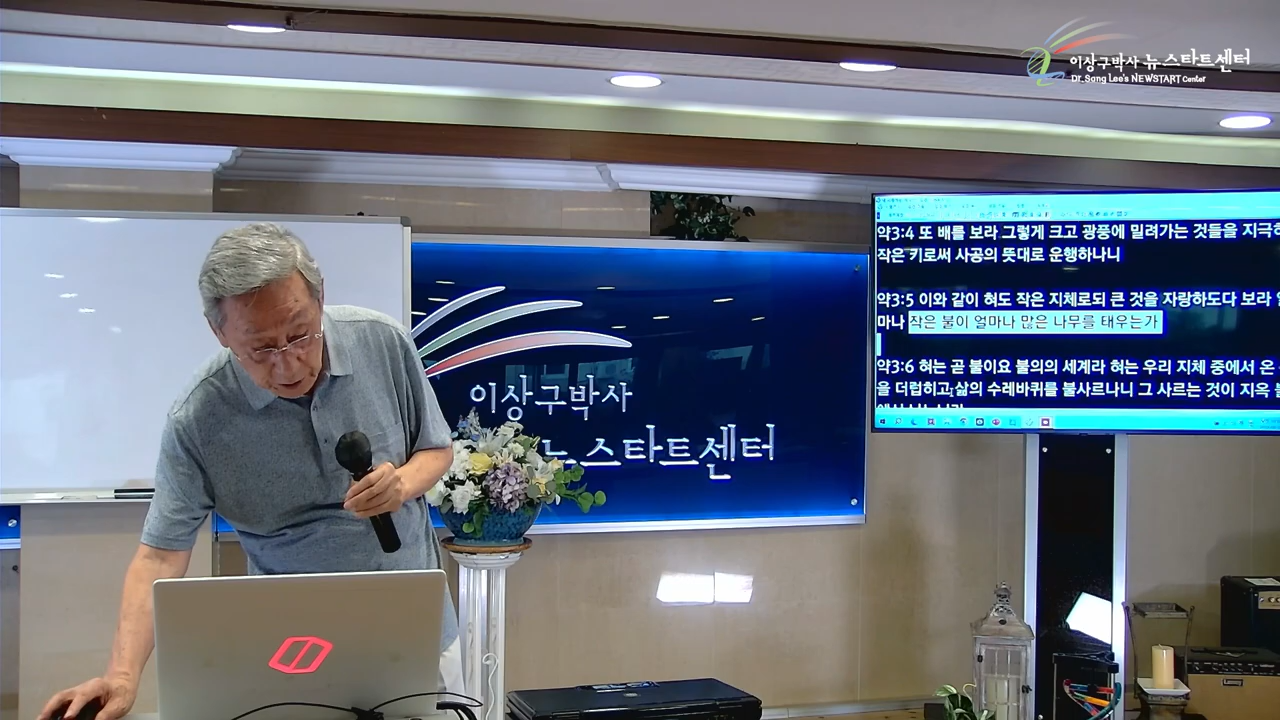 이상구박사 뉴스타트센터
Dr. Sang Lee's NEWSTART Center
약3:4 또 배를 보라 그렇게 크고 광풍에 밀려가는 것들을 지극히
작은 키로써 사공의 뜻대로 운행하나니
약3:5 이와 같이 혀도 작은 지체로되 큰 것을 자랑하도다 보라
마나 작은 불이 얼마나 많은 나무를 태우는가
약3:6 혀는 곧 불이요 불의의 세계라 혀는 우리 지체 중에서 온
을 더럽히고 삶의 수레바퀴를 불사르나니 그 사르는 것이 지옥
이상구박사
뉴스타트센터
Laney